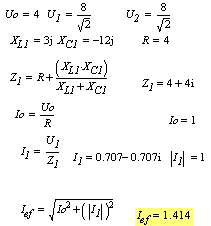 Uo = 4 U1 = 8/√2 U2 = 8/√2
XL1 = 3j XC1 = −12j R = 4
Z1 = R + (XL1·XC1)/(XL1 + XC1) Z1 = 4 + 4i
Io = Uo/R Io = 1
I1 = U1/Z1 I1 = 0.707 − 0.707i |I1| = 1
Ief = √(Io² + (|I1|)²) Ief = 1.414